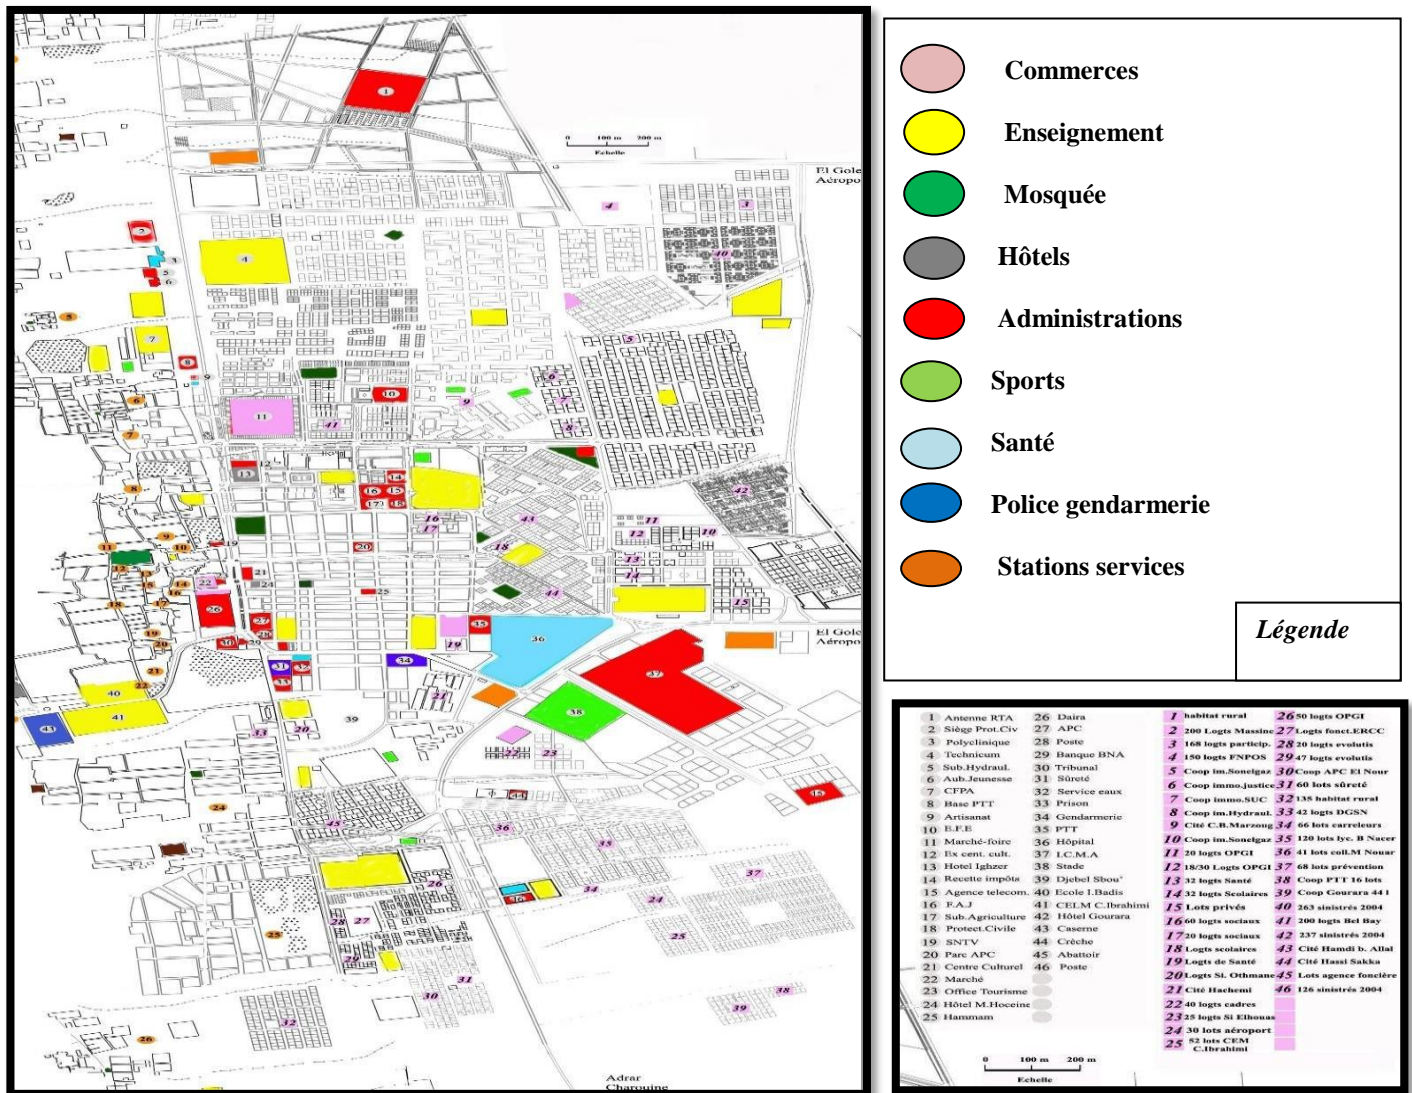 0 100 m 200 m
Echelle
El Gole
Aéropo
El Gole
Aéropo
Adrar
Charouine
Commerces
Enseignement
Mosquée
Hôtels
Administrations
Sports
Santé
Police gendarmerie
Stations services
Légende
1 Antenne RTA
2 Siège Prot.Civ
3 Polyclinique
4 Technicum
5 Sub.Hydraul.
6 Aub.Jeunesse
7 CFPA
8 Base PTT
9 Artisanat
10 E.F.E
11 Marché-foire
12 Ex cent. cult.
13 Hotel Ighzer
14 Recette impôts
15 Agence telecom.
16 F.A.J
17 Sub.Agriculture
18 Protect.Civile
19 SNTV
20 Parc APC
21 Centre Culturel
22 Marché
23 Office Tourisme
24 Hôtel M.Hoceine
25 Hammam
26 Daira
27 APC
28 Poste
29 Banque BNA
30 Tribunal
31 Sûreté
32 Service eaux
33 Prison
34 Gendarmerie
35 PTT
36 Hôpital
37 I.C.M.A
38 Stade
39 Djebel Sbou'
40 Ecole I.Badis
41 CELM C.Ibrahimi
42 Hôtel Gourara
43 Caserne
44 Crèche
45 Abattoir
46 Poste
1 habitat rural
2 200 Logts Massine
3 168 logts particip.
4 150 logts FNPOS
5 Coop im.Sonelgaz
6 Coop immo.justice
7 Coop immo.SUC
8 Coop im.Hydraul.
9 Cité C.B.Marzoug
10 Coop im.Sonelgaz
11 20 logts OPGI
12 18/30 Logts OPGI
13 32 logts Santé
14 32 logts Scolaires
15 Lots privés
16 60 logts sociaux
17 20 logts sociaux
18 Logts scolaires
19 Logts de Santé
20 Logts Si. Othmane
21 Cité Hachemi
22 40 logts cadres
23 25 logts Si Elhouas
24 30 lots aéroport
25 52 lots CEM
C.Ibrahimi
26 50 logts OPGI
27 Logts fonct.ERCC
28 20 logts evolutis
29 47 logts evolutis
30 Coop APC El Nour
31 60 lots sûreté
32 135 habitat rural
33 42 logts DGSN
34 66 lots carreleurs
35 120 lots lyc. B Nacer
36 41 lots coll.M Nouar
37 68 lots prévention
38 Coop PTT 16 lots
39 Coop Gourara 441
40 263 sinistrés 2004
41 200 logts Bel Bay
42 237 sinistrés 2004
43 Cité Hamdi b. Allal
44 Cité Hassi Sakka
45 Lots agence foncière
46 126 sinistrés 2004
0 100 m 200 m
Echelle